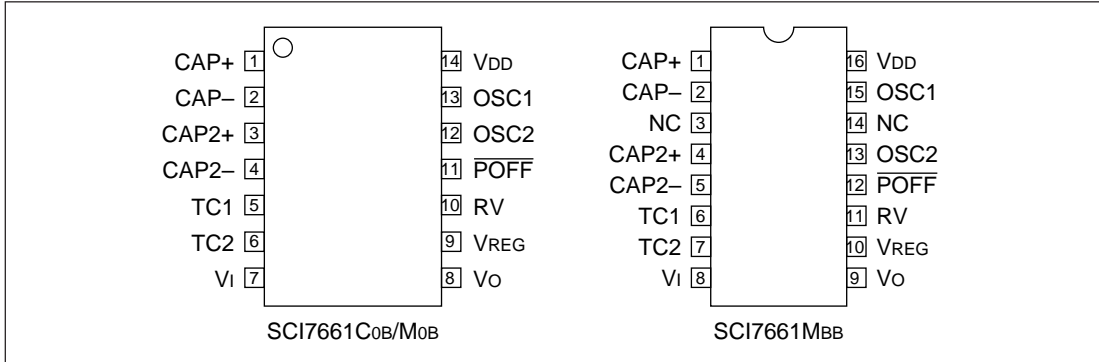 CAP+ 1 14 VDD
CAP– 2 13 OSC1
CAP2+ 3 12 OSC2
CAP2– 4 11 P̅O̅F̅F̅
TC1 5 10 RV
TC2 6 9 VREG
VI 7 8 VO
SCI7661C0B/M0B
CAP+ 1 16 VDD
CAP– 2 15 OSC1
NC 3 14 NC
CAP2+ 4 13 OSC2
CAP2– 5 12 P̅O̅F̅F̅
TC1 6 11 RV
TC2 7 10 VREG
VI 8 9 VO
SCI7661MBB